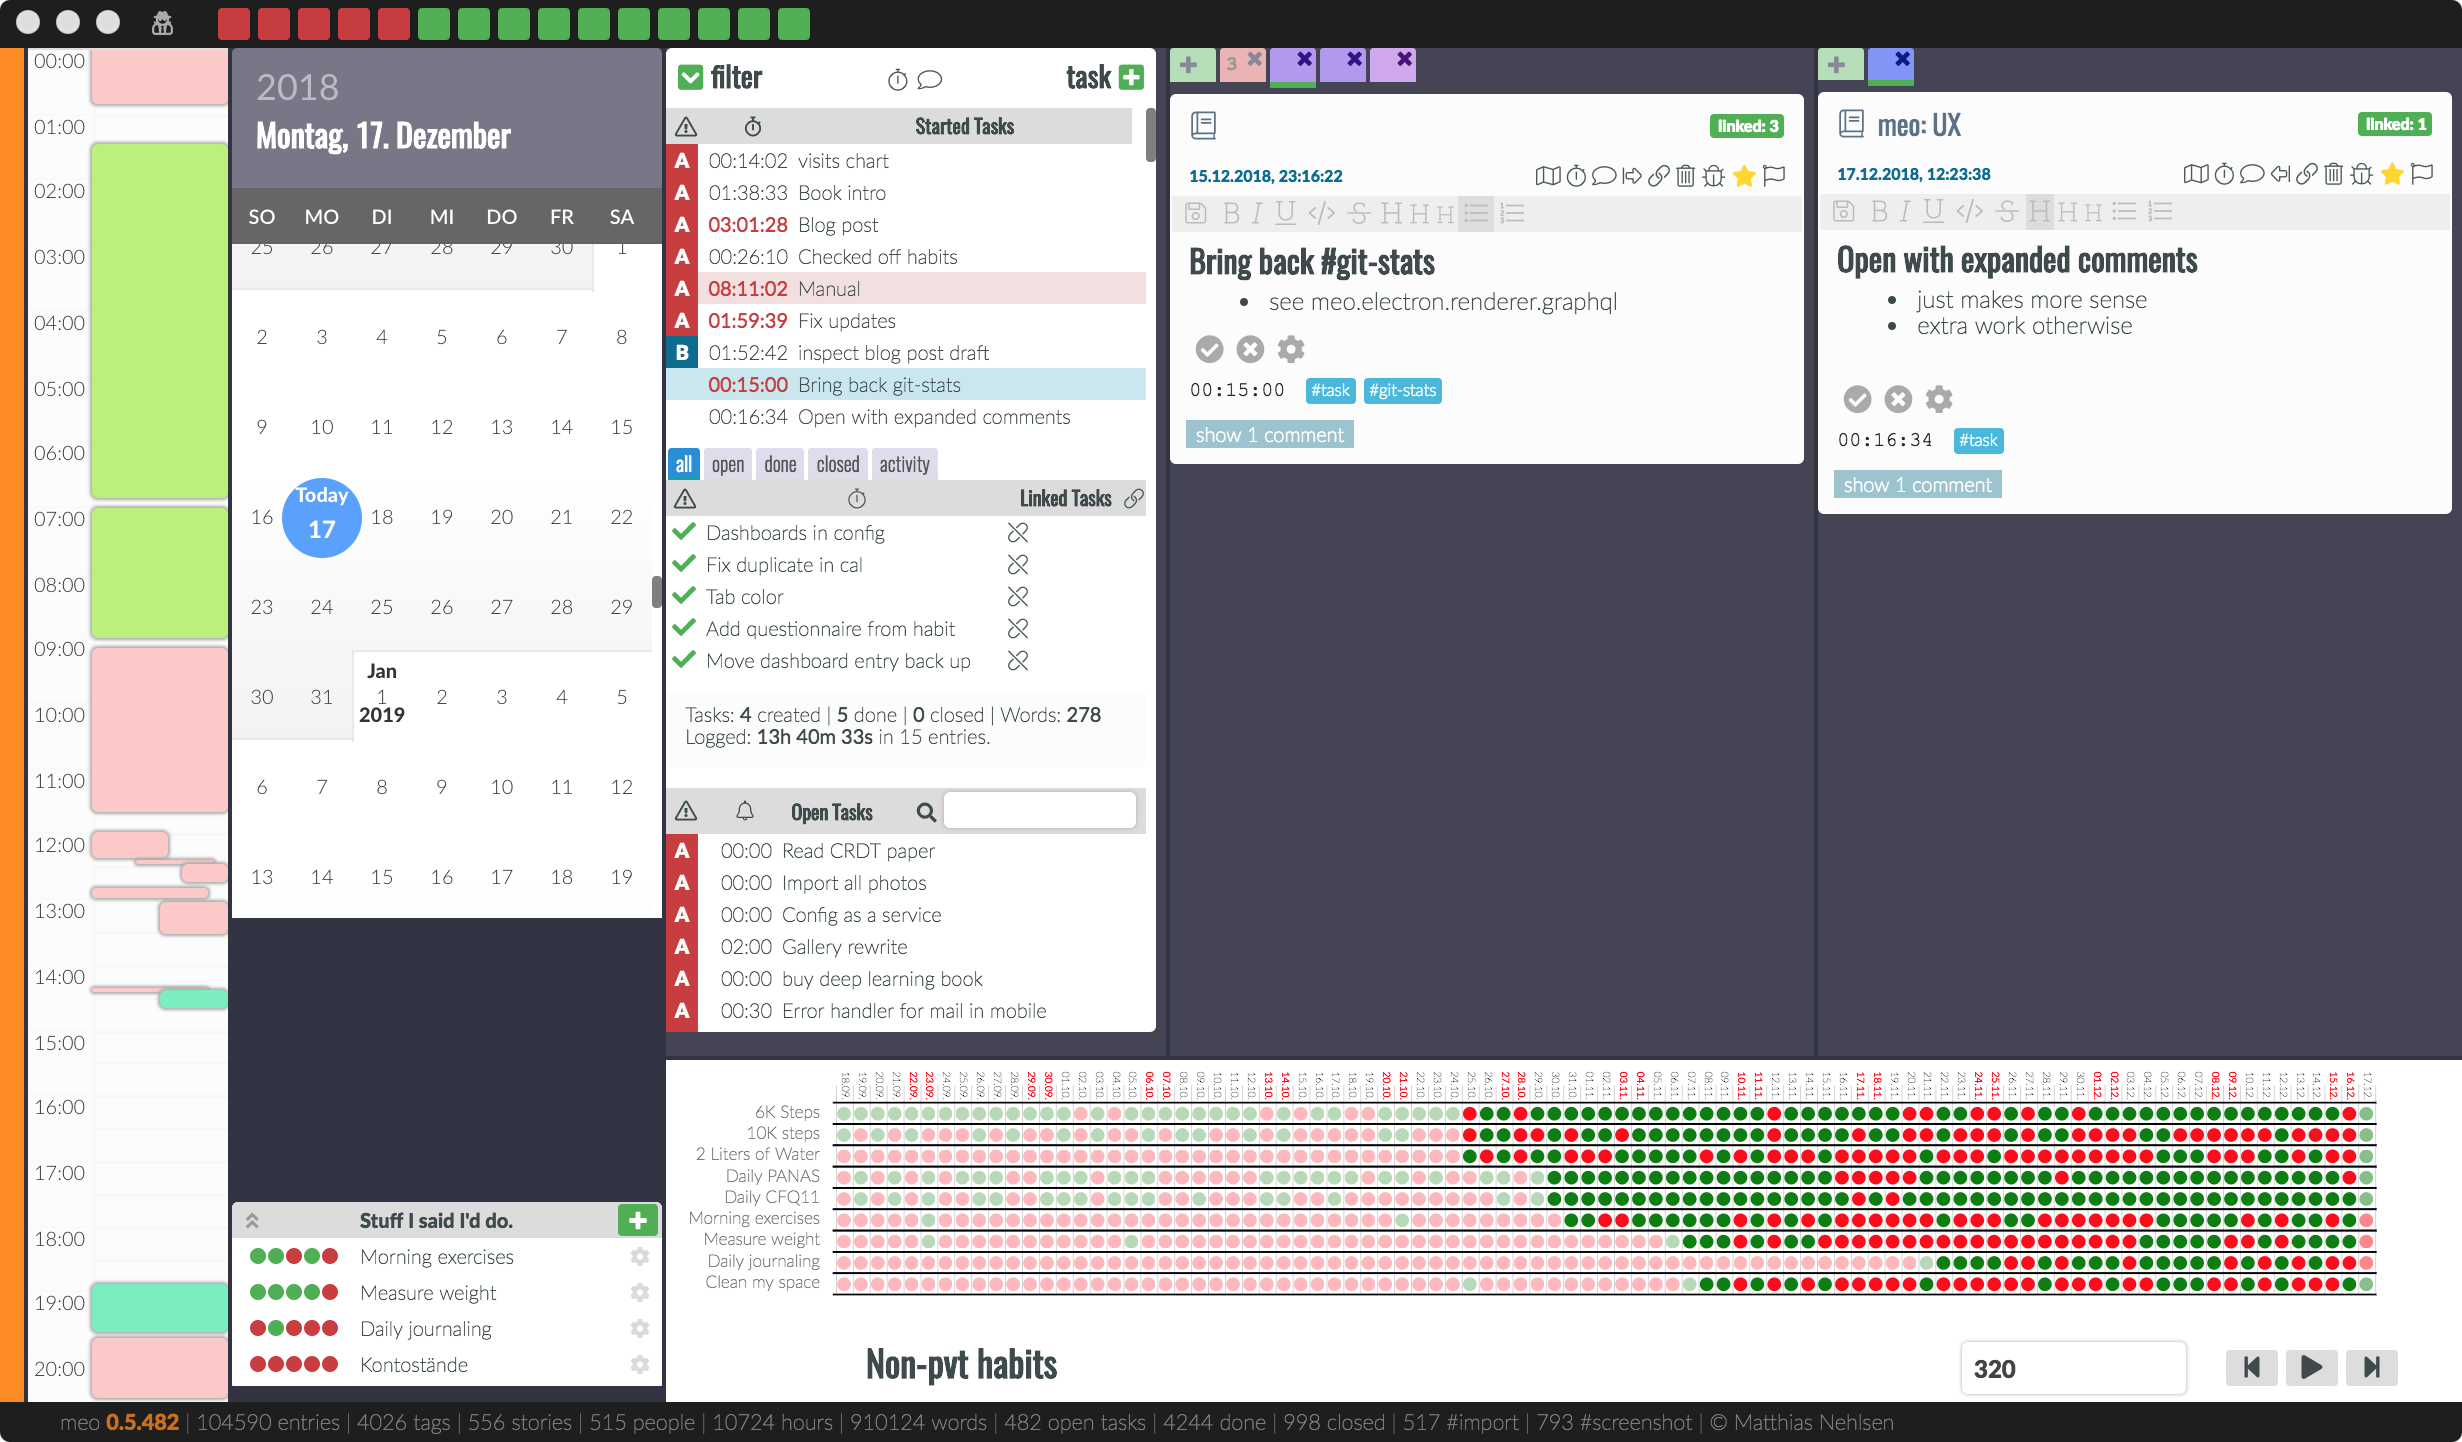 00:00
01:00
02:00
03:00
04:00
05:00
06:00
07:00
08:00
09:00
10:00
11:00
12:00
13:00
14:00
15:00
16:00
17:00
18:00
19:00
20:00
2018
Montag, 17. Dezember
SO MO DI MI DO FR SA
25 26 27 28 29 30 1
2 3 4 5 6 7 8
9 10 11 12 13 14 15
Today
16 17 18 19 20 21 22
23 24 25 26 27 28 29
Jan
30 31 1 2 3 4 5
2019
6 7 8 9 10 11 12
13 14 15 16 17 18 19
Stuff I said I'd do.
Morning exercises
Measure weight
Daily journaling
Kontostände
filter task
Started Tasks
A 00:14:02 visits chart
A 01:38:33 Book intro
A 03:01:28 Blog post
A 00:26:10 Checked off habits
A 08:11:02 Manual
A 01:59:39 Fix updates
B 01:52:42 inspect blog post draft
00:15:00 Bring back git-stats
00:16:34 Open with expanded comments
all open done closed activity
Linked Tasks
Dashboards in config
Fix duplicate in cal
Tab color
Add questionnaire from habit
Move dashboard entry back up
Tasks: 4 created | 5 done | 0 closed | Words: 278
Logged: 13h 40m 33s in 15 entries.
Open Tasks
A 00:00 Read CRDT paper
A 00:00 Import all photos
A 00:00 Config as a service
A 02:00 Gallery rewrite
A 00:00 buy deep learning book
A 00:30 Error handler for mail in mobile
3
linked: 3
15.12.2018, 23:16:22
B I U </> S H H H
Bring back #git-stats
• see meo.electron.renderer.graphql
00:15:00 #task #git-stats
show 1 comment
meo: UX linked: 1
17.12.2018, 12:23:38
B I U </> S H H H
Open with expanded comments
• just makes more sense
• extra work otherwise
00:16:34 #task
show 1 comment
6K Steps
10K steps
2 Liters of Water
Daily PANAS
Daily CFQ11
Morning exercises
Measure weight
Daily journaling
Clean my space
Non-pvt habits
320
meo 0.5.482 | 104590 entries | 4026 tags | 556 stories | 515 people | 10724 hours | 910124 words | 482 open tasks | 4244 done | 998 closed | 517 #import | 793 #screenshot | © Matthias Nehlsen